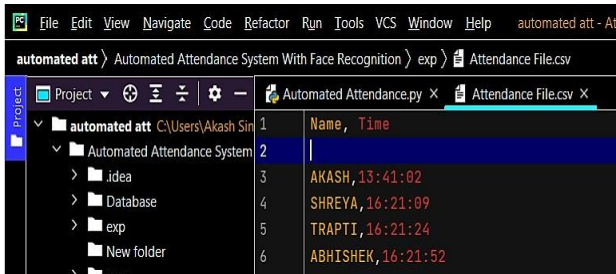 PC File Edit View Navigate Code Refactor Run Tools VCS Window Help automated att - At
automated att 〉 Automated Attendance System With Face Recognition 〉 exp 〉 Attendance File.csv
Project
Project
Automated Attendance.py × Attendance File.csv ×
automated att C:\Users\Akash Sin
Automated Attendance System
.idea
Database
exp
New folder
1 Name, Time
2
3 AKASH,13:41:02
4 SHREYA,16:21:09
5 TRAPTI,16:21:24
6 ABHISHEK,16:21:52